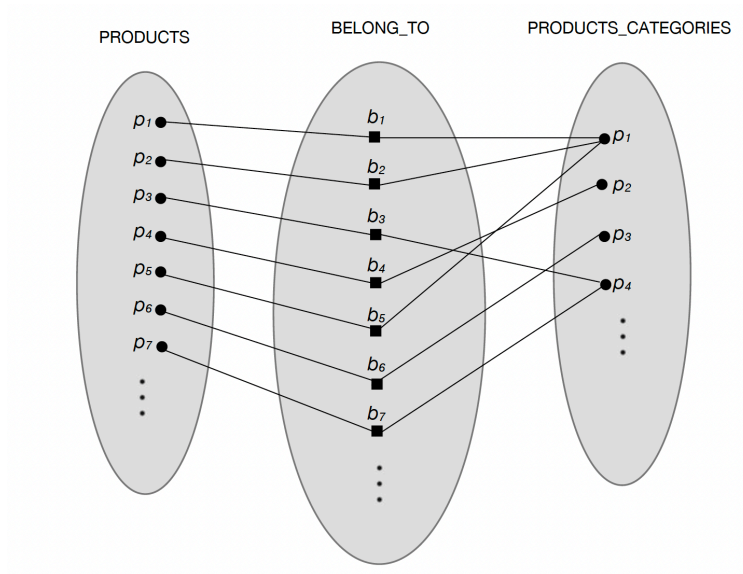 PRODUCTS
BELONG_TO
PRODUCTS_CATEGORIES
p1
p2
p3
p4
p5
p6
p7
b1
b2
b3
b4
b5
b6
b7
p1
p2
p3
p4